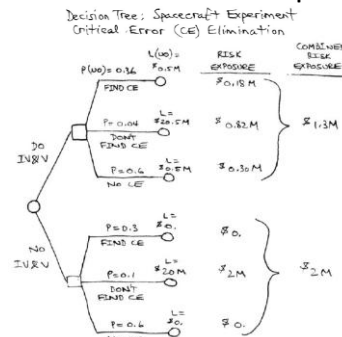 Decision Tree: Spacecraft Experiment
Critical Error (CE) Elimination
L(UO)=
$0.5M
RISK
EXPOSURE
COMBINED
RISK
EXPOSURE
P(UO)=0.36
FIND CE
$0.18M
P=0.04
DON'T
FIND CE
L=
$20.5M
$0.82M
$1.3M
DO
IV&V
P=0.6
NO CE
L=
$0.5M
$0.30M
NO
IV&V
P=0.3
FIND CE
L=
$0.
$0.
P=0.1
DON'T
FIND CE
L=
$20M
$2M
$2M
P=0.6
L=
$0.
$0.